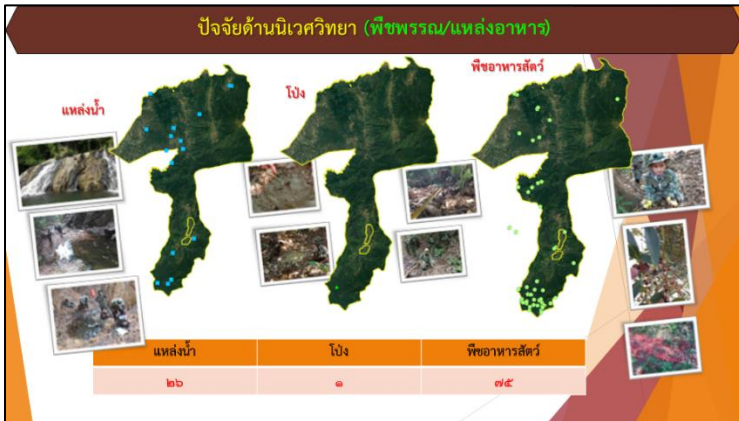 ปัจจัยด้านนิเวศวิทยา (พืชพรรณ/แหล่งอาหาร)
แหล่งน้ำ
โป่ง
พืชอาหารสัตว์
แหล่งน้ำ โป่ง พืชอาหารสัตว์
๒๖ ๑ ๗๕